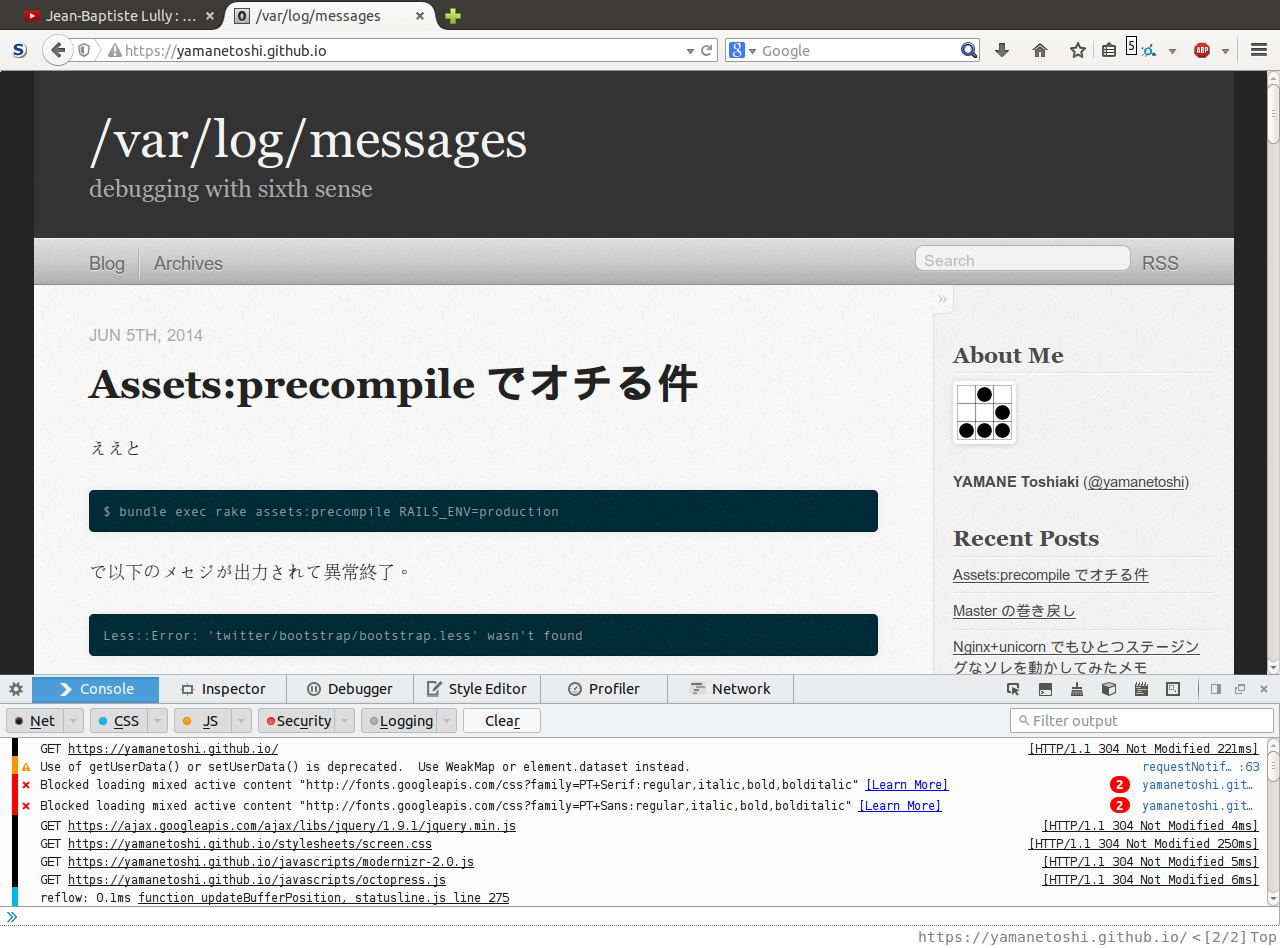 Jean-Baptiste Lully : ...
/var/log/messages
https://yamanetoshi.github.io
Google
5
ABP
/var/log/messages
debugging with sixth sense
Blog
Archives
Search
RSS
»
JUN 5TH, 2014
Assets:precompile でオチる件
ええと
$ bundle exec rake assets:precompile RAILS_ENV=production
で以下のメセジが出力されて異常終了。
Less::Error: 'twitter/bootstrap/bootstrap.less' wasn't found
About Me
YAMANE Toshiaki (@yamanetoshi)
Recent Posts
Assets:precompile でオチる件
Master の巻き戻し
Nginx+unicorn でもひとつステージン
グなソレを動かしてみたメモ
Console
Inspector
Debugger
Style Editor
Profiler
Network
Net
CSS
JS
Security
Logging
Clear
Filter output
GET https://yamanetoshi.github.io/ [HTTP/1.1 304 Not Modified 221ms]
Use of getUserData() or setUserData() is deprecated.  Use WeakMap or element.dataset instead. requestNotif… :63
Blocked loading mixed active content "http://fonts.googleapis.com/css?family=PT+Serif:regular,italic,bold,bolditalic" [Learn More] 2 yamanetoshi.git…
Blocked loading mixed active content "http://fonts.googleapis.com/css?family=PT+Sans:regular,italic,bold,bolditalic" [Learn More] 2 yamanetoshi.git…
GET https://ajax.googleapis.com/ajax/libs/jquery/1.9.1/jquery.min.js [HTTP/1.1 304 Not Modified 4ms]
GET https://yamanetoshi.github.io/stylesheets/screen.css [HTTP/1.1 304 Not Modified 250ms]
GET https://yamanetoshi.github.io/javascripts/modernizr-2.0.js [HTTP/1.1 304 Not Modified 5ms]
GET https://yamanetoshi.github.io/javascripts/octopress.js [HTTP/1.1 304 Not Modified 6ms]
reflow: 0.1ms function updateBufferPosition, statusline.js line 275
https://yamanetoshi.github.io/ <[2/2] Top